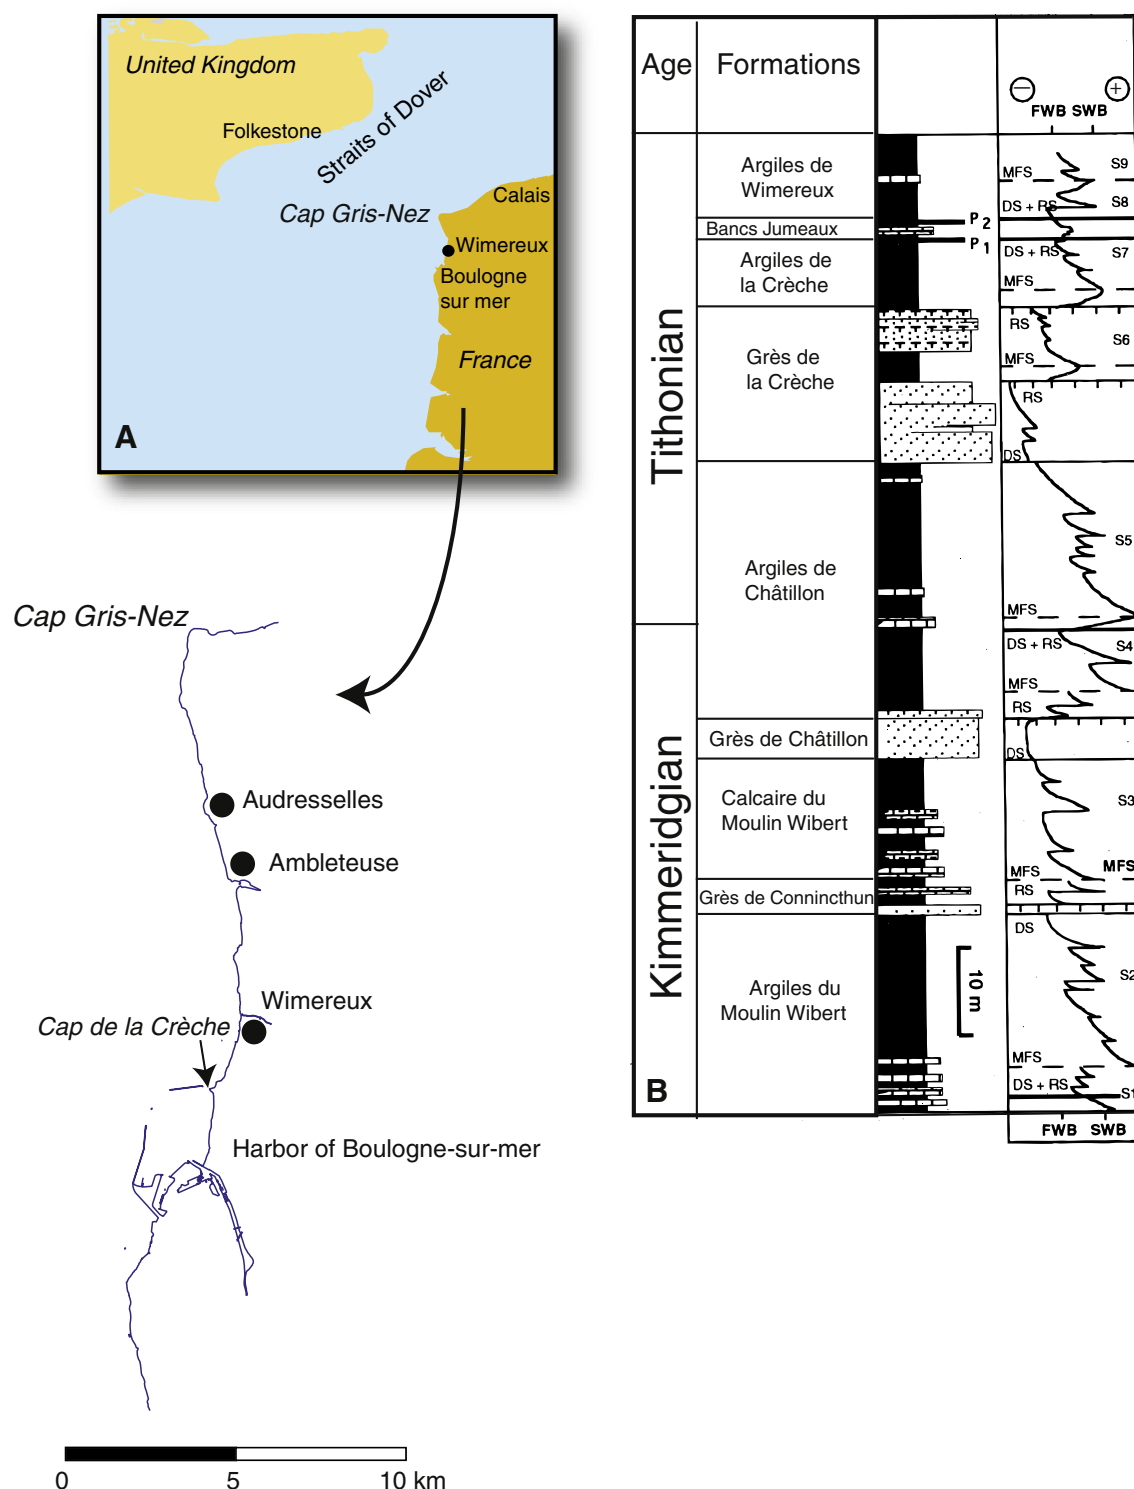 United Kingdom
Folkestone
Straits of Dover
Calais
Cap Gris-Nez
Wimereux
Boulogne
sur mer
France
A
Cap Gris-Nez
Audresselles
Ambleteuse
Wimereux
Cap de la Crèche
Harbor of Boulogne-sur-mer
0 5 10 km
Age Formations
− +
FWB SWB
Tithonian
Kimmeridgian
Argiles de
Wimereux
Bancs Jumeaux
Argiles de
la Crèche
Grès de
la Crèche
Argiles de
Châtillon
Grès de Châtillon
Calcaire du
Moulin Wibert
Grès de Connincthun
Argiles du
Moulin Wibert
B
P2
P1
10 m
S9
MFS
DS + RS S8
DS + RS S7
MFS
RS
S6
MFS
RS
DS
S5
MFS
DS + RS S4
MFS
RS
DS
S3
MFS MFS
RS
DS
S2
MFS
DS + RS
S1
FWB SWB